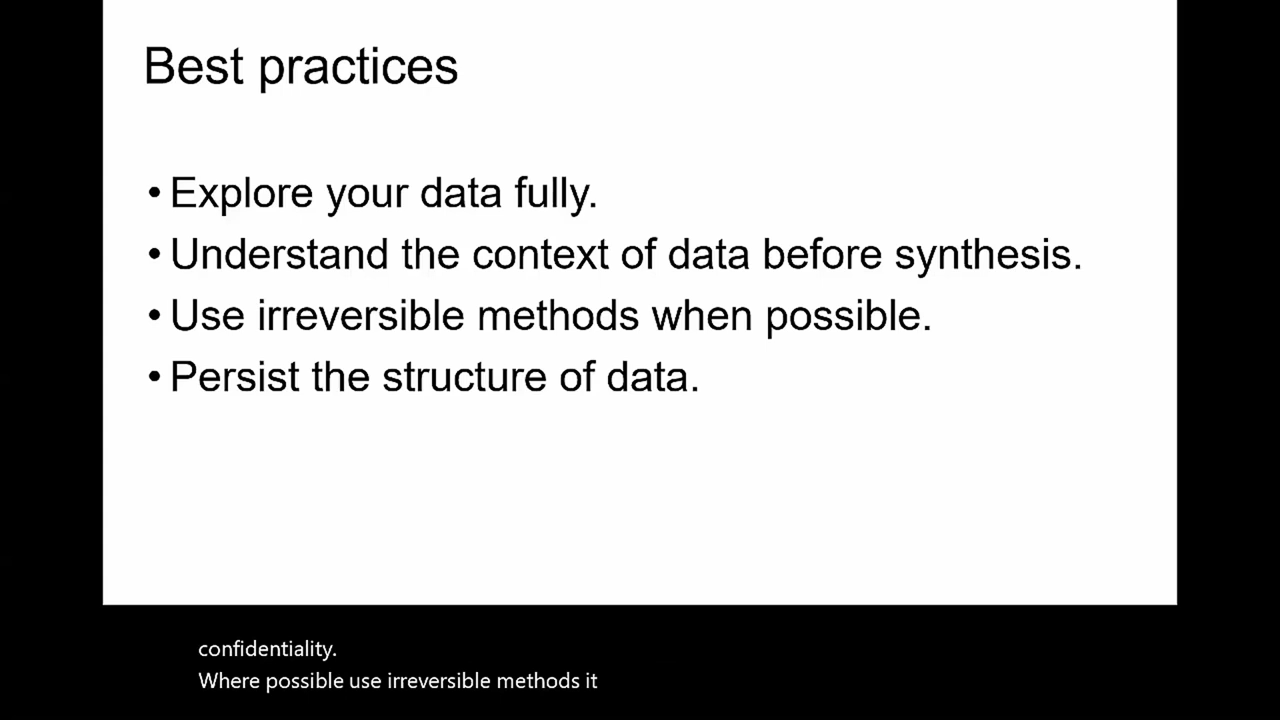 Best practices
• Explore your data fully.
• Understand the context of data before synthesis.
• Use irreversible methods when possible.
• Persist the structure of data.
confidentiality.
Where possible use irreversible methods it